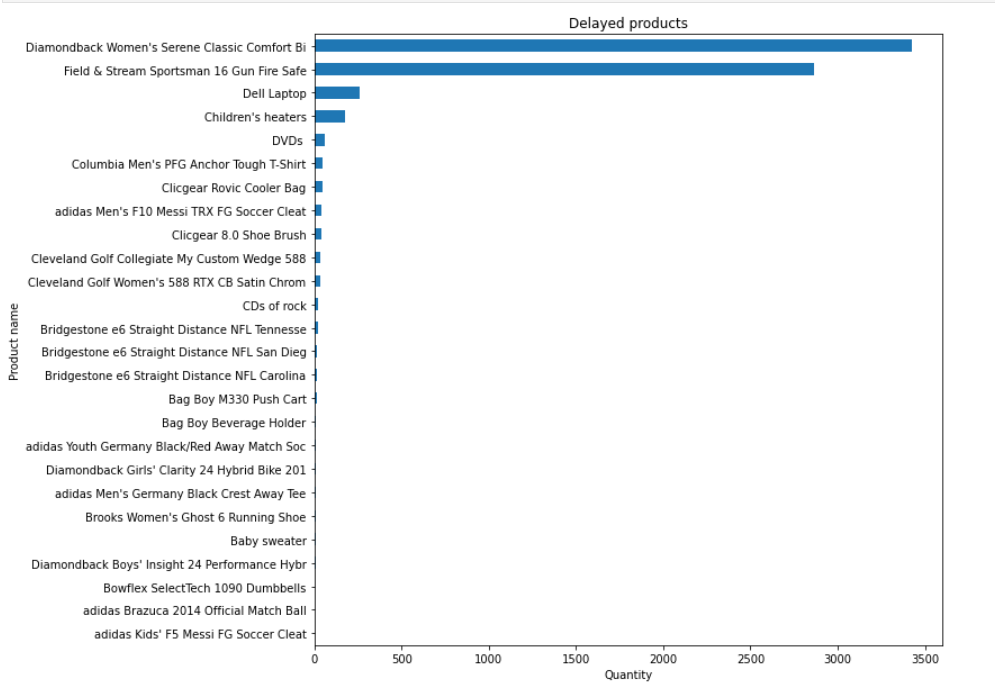 Delayed products
Diamondback Women's Serene Classic Comfort Bi
Field & Stream Sportsman 16 Gun Fire Safe
Dell Laptop
Children's heaters
DVDs
Columbia Men's PFG Anchor Tough T-Shirt
Clicgear Rovic Cooler Bag
adidas Men's F10 Messi TRX FG Soccer Cleat
Clicgear 8.0 Shoe Brush
Cleveland Golf Collegiate My Custom Wedge 588
Cleveland Golf Women's 588 RTX CB Satin Chrom
CDs of rock
Bridgestone e6 Straight Distance NFL Tennesse
Bridgestone e6 Straight Distance NFL San Dieg
Bridgestone e6 Straight Distance NFL Carolina
Bag Boy M330 Push Cart
Bag Boy Beverage Holder
adidas Youth Germany Black/Red Away Match Soc
Diamondback Girls' Clarity 24 Hybrid Bike 201
adidas Men's Germany Black Crest Away Tee
Brooks Women's Ghost 6 Running Shoe
Baby sweater
Diamondback Boys' Insight 24 Performance Hybr
Bowflex SelectTech 1090 Dumbbells
adidas Brazuca 2014 Official Match Ball
adidas Kids' F5 Messi FG Soccer Cleat
Product name
0 500 1000 1500 2000 2500 3000 3500
Quantity